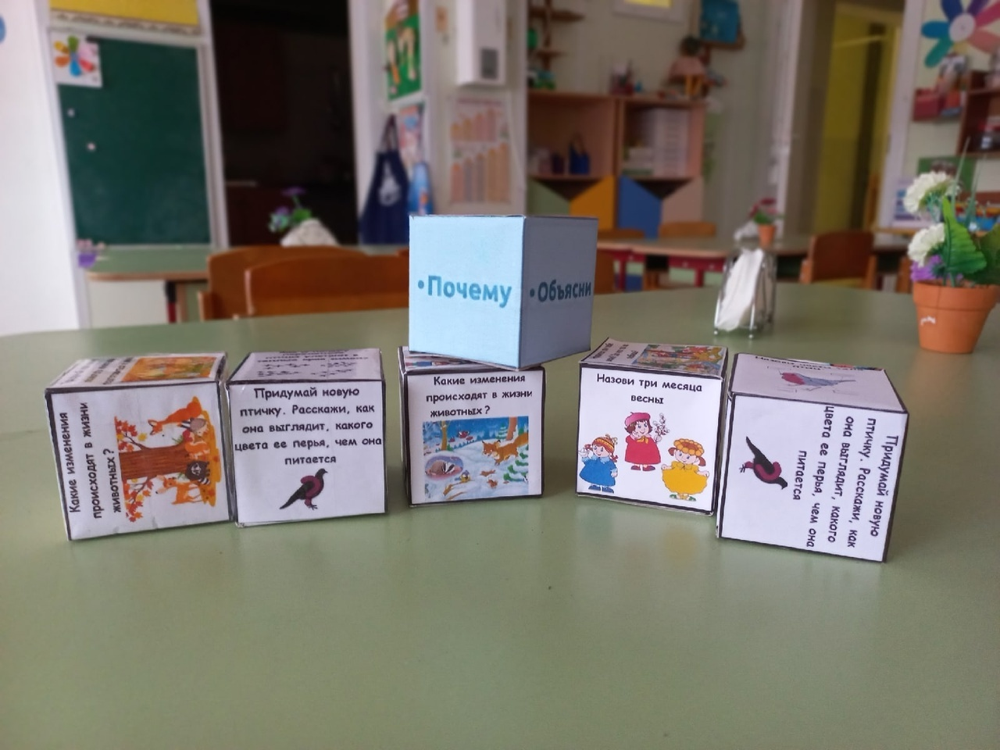 •Почему
•Объясни
Какие изменения
происходят в жизни
животных?
Придумай новую
птичку. Расскажи, как
она выглядит, какого
цвета ее перья, чем она
питается
Какие изменения
происходят в жизни
животных?
Назови три месяца
весны
Придумай новую
птичку. Расскажи, как
она выглядит, какого
цвета ее перья, чем она
питается